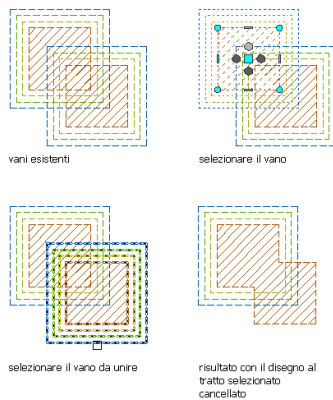 vani esistenti
selezionare il vano
selezionare il vano da unire
risultato con il disegno al
tratto selezionato
cancellato